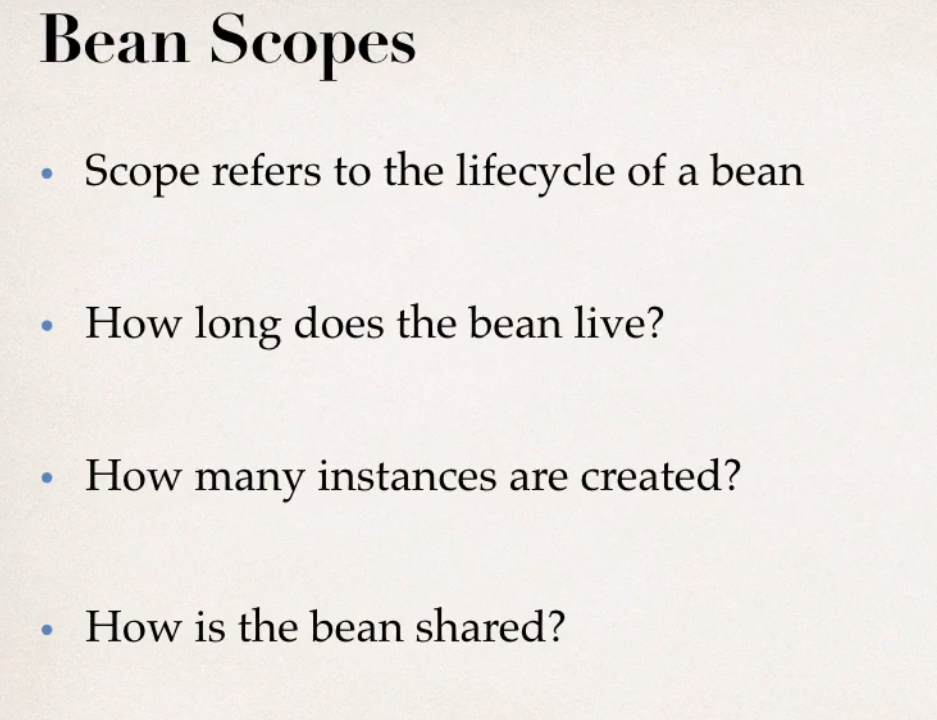 Bean Scopes
• Scope refers to the lifecycle of a bean
• How long does the bean live?
• How many instances are created?
• How is the bean shared?